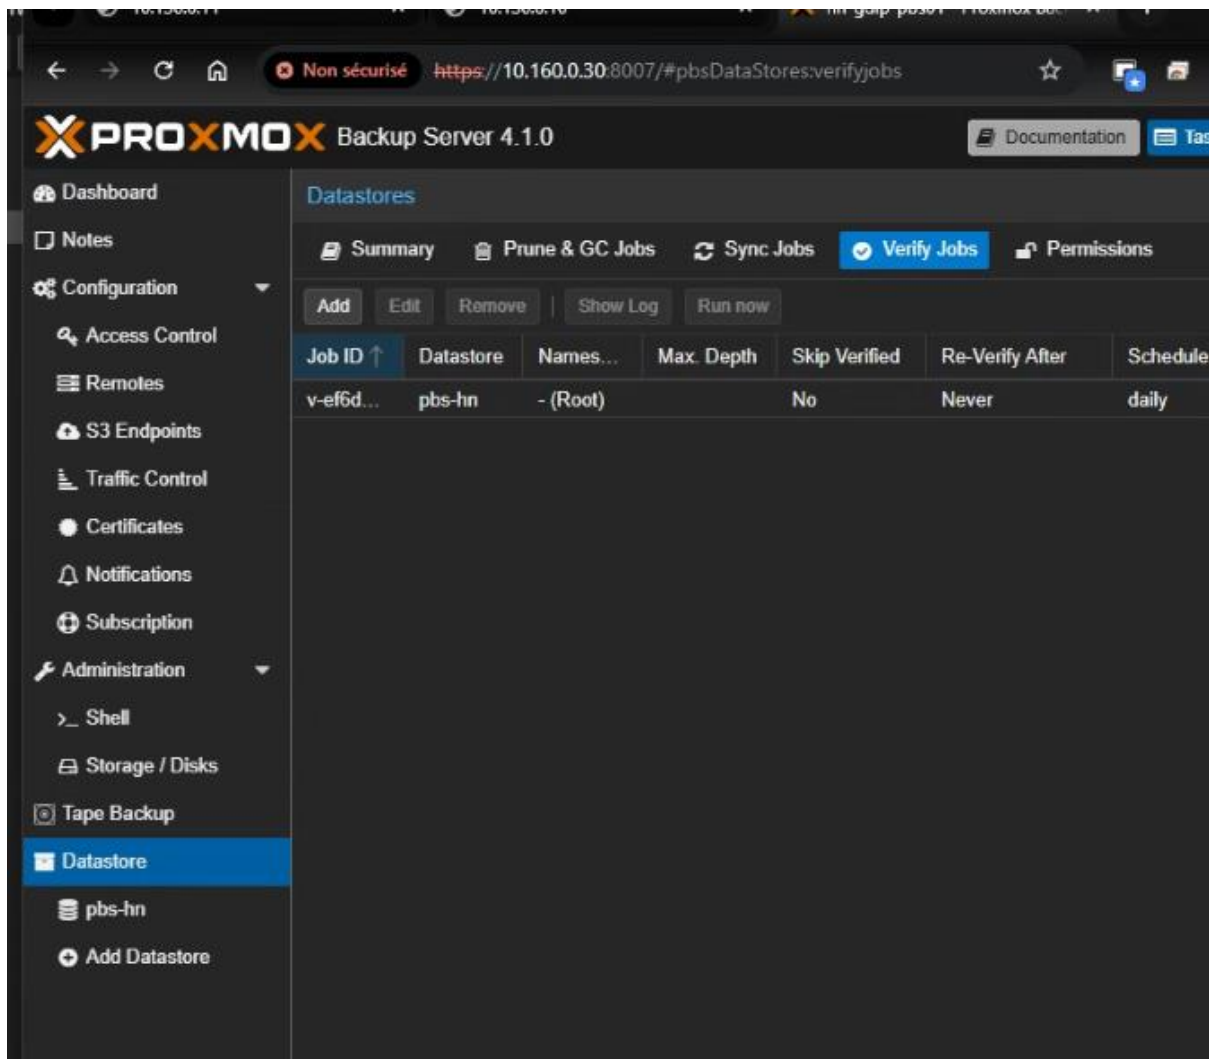 Non sécurisé https://10.160.0.30:8007/#pbsDataStores:verifyjobs
PROXMOX Backup Server 4.1.0
Documentation
Dashboard
Notes
Configuration
Access Control
Remotes
S3 Endpoints
Traffic Control
Certificates
Notifications
Subscription
Administration
Shell
Storage / Disks
Tape Backup
Datastore
pbs-hn
Add Datastore
Datastores
Summary Prune & GC Jobs Sync Jobs Verify Jobs Permissions
Add Edit Remove Show Log Run now
Job ID ↑ Datastore Names... Max. Depth Skip Verified Re-Verify After Schedule
v-ef6d... pbs-hn - (Root) No Never daily